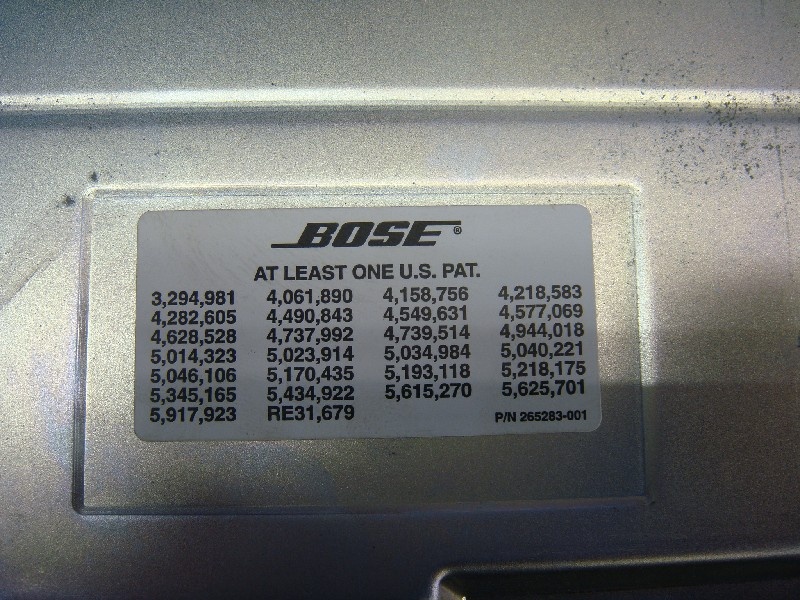 BOSE®
AT LEAST ONE U.S. PAT.
3,294,981 4,061,890 4,158,756 4,218,583
4,282,605 4,490,843 4,549,631 4,577,069
4,628,528 4,737,992 4,739,514 4,944,018
5,014,323 5,023,914 5,034,984 5,040,221
5,046,106 5,170,435 5,193,118 5,218,175
5,345,165 5,434,922 5,615,270 5,625,701
5,917,923 RE31,679 P/N 265283-001